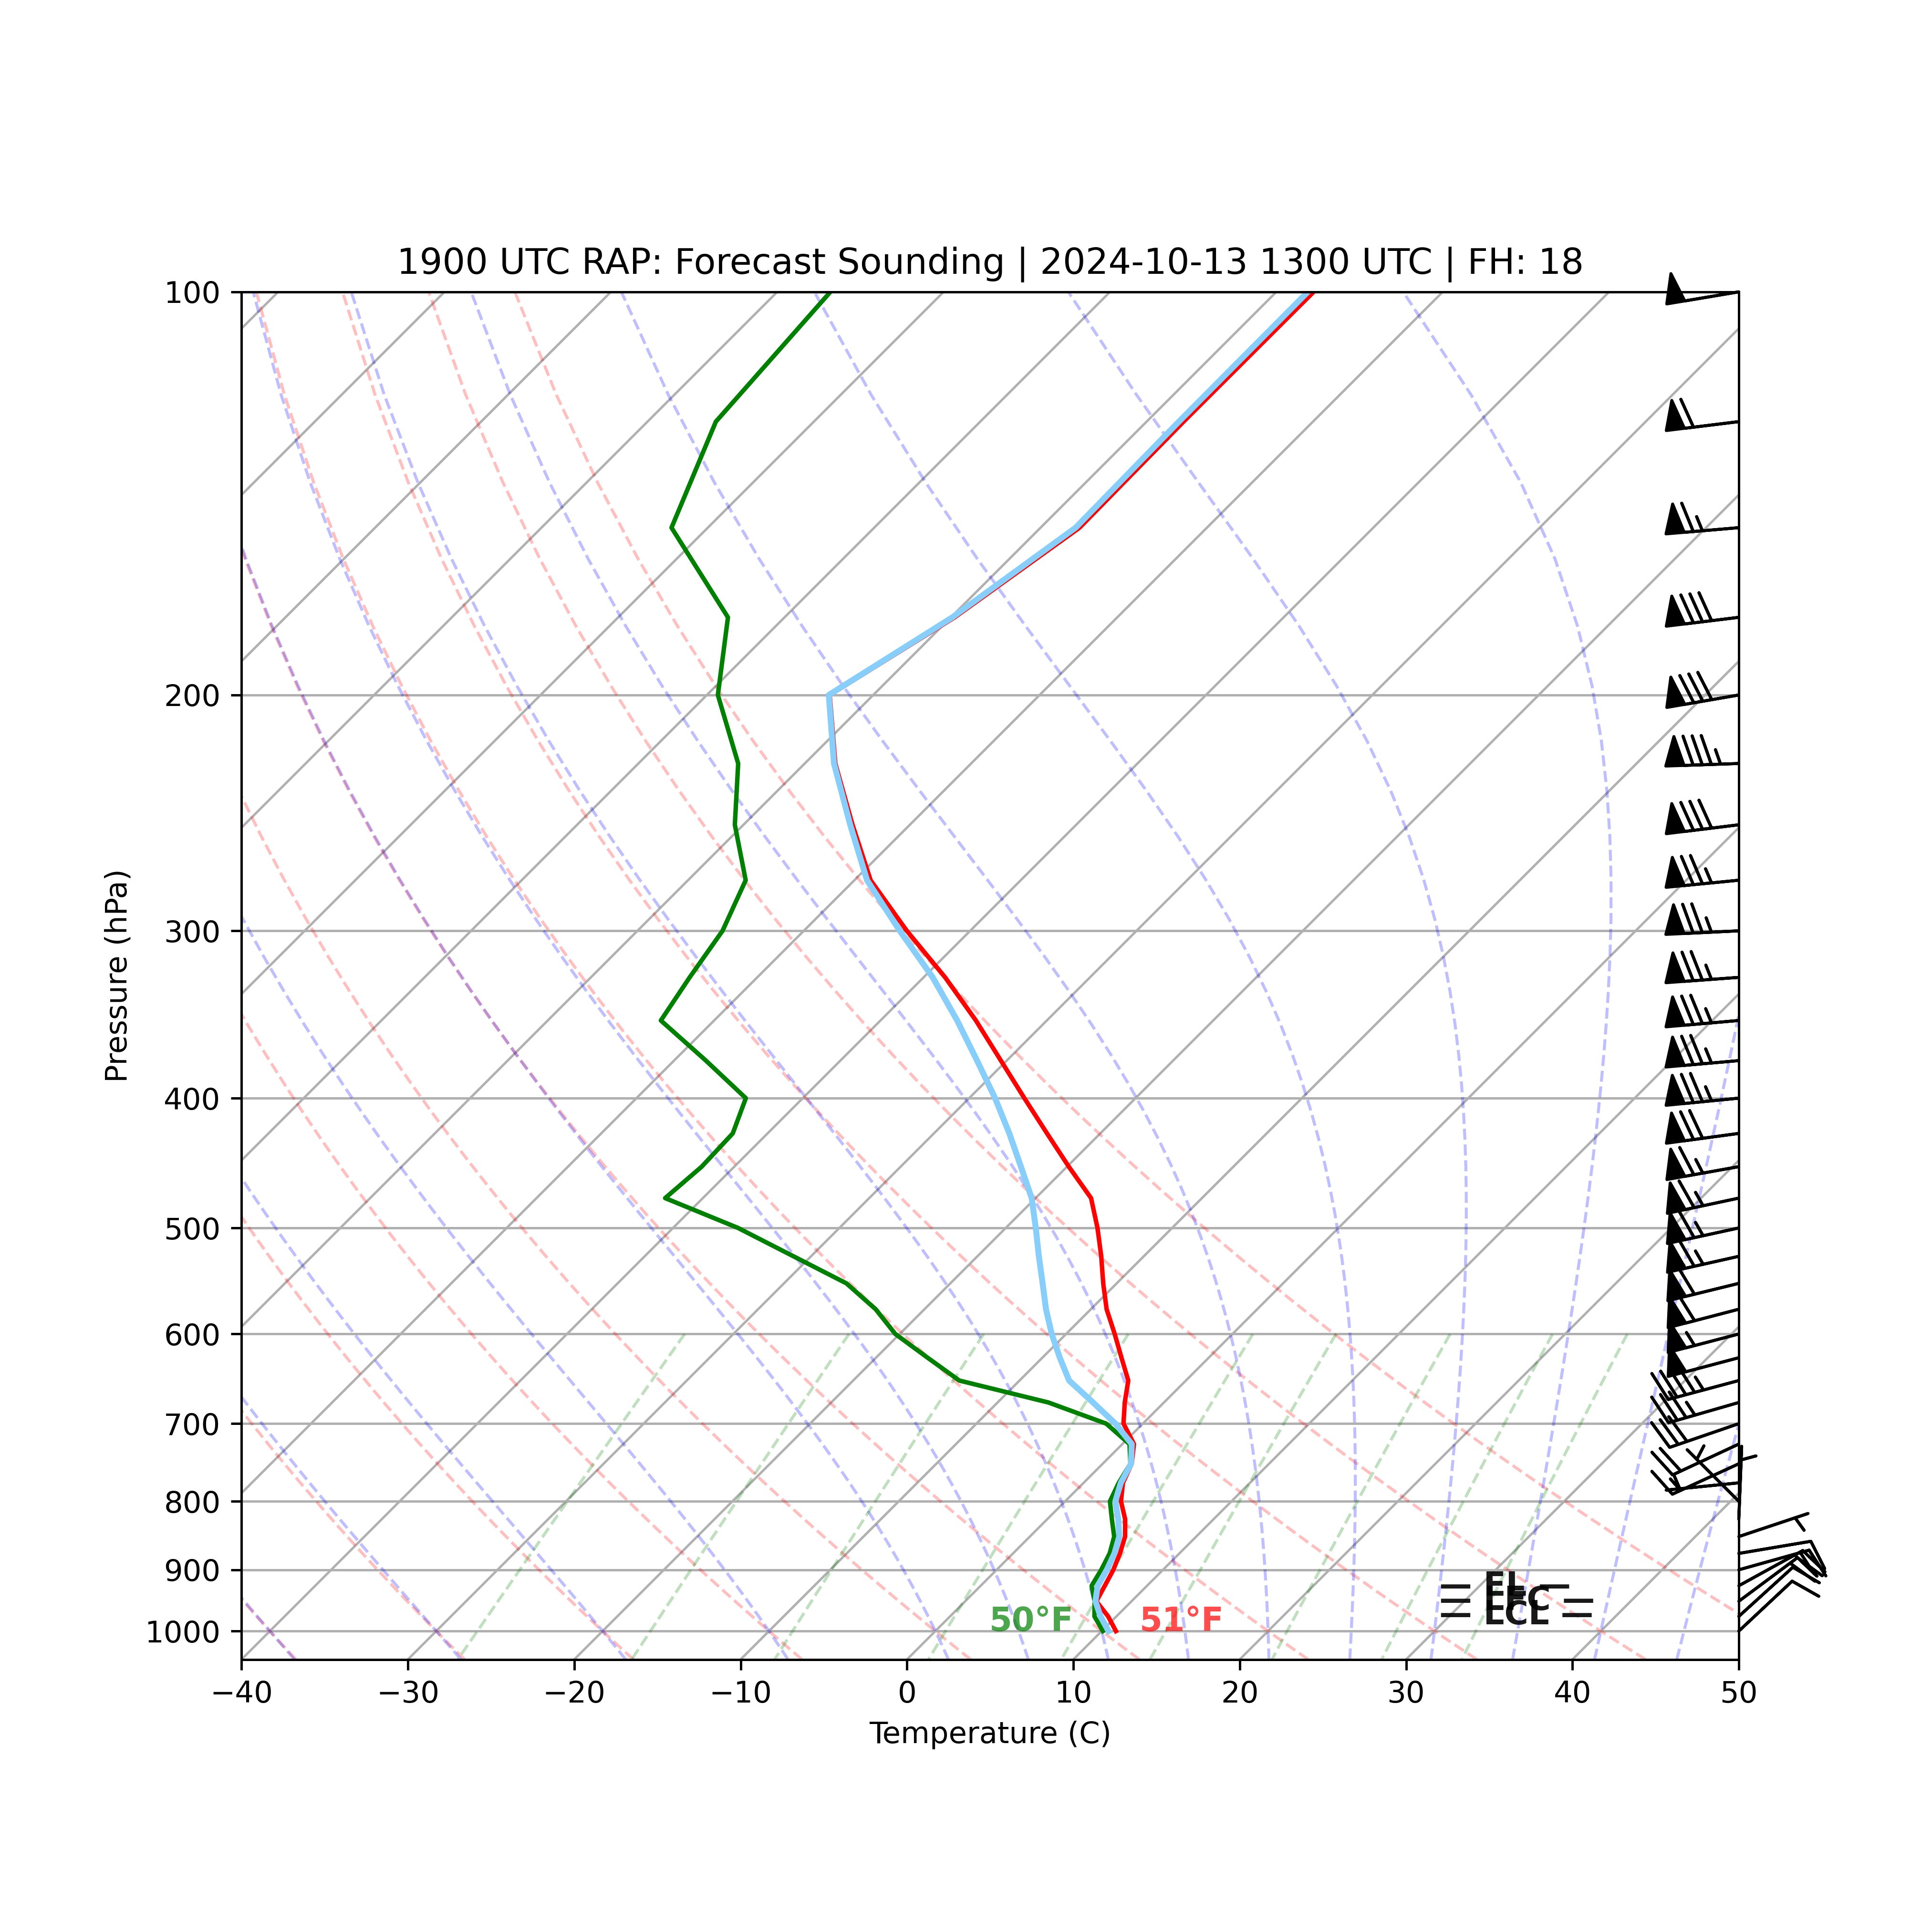 1900 UTC RAP: Forecast Sounding | 2024-10-13 1300 UTC | FH: 18
100
200
300
400
500
600
700
800
900
1000
Pressure (hPa)
50°F
51°F
EL
LFC
LCL
−40
−30
−20
−10
0
10
20
30
40
50
Temperature (C)